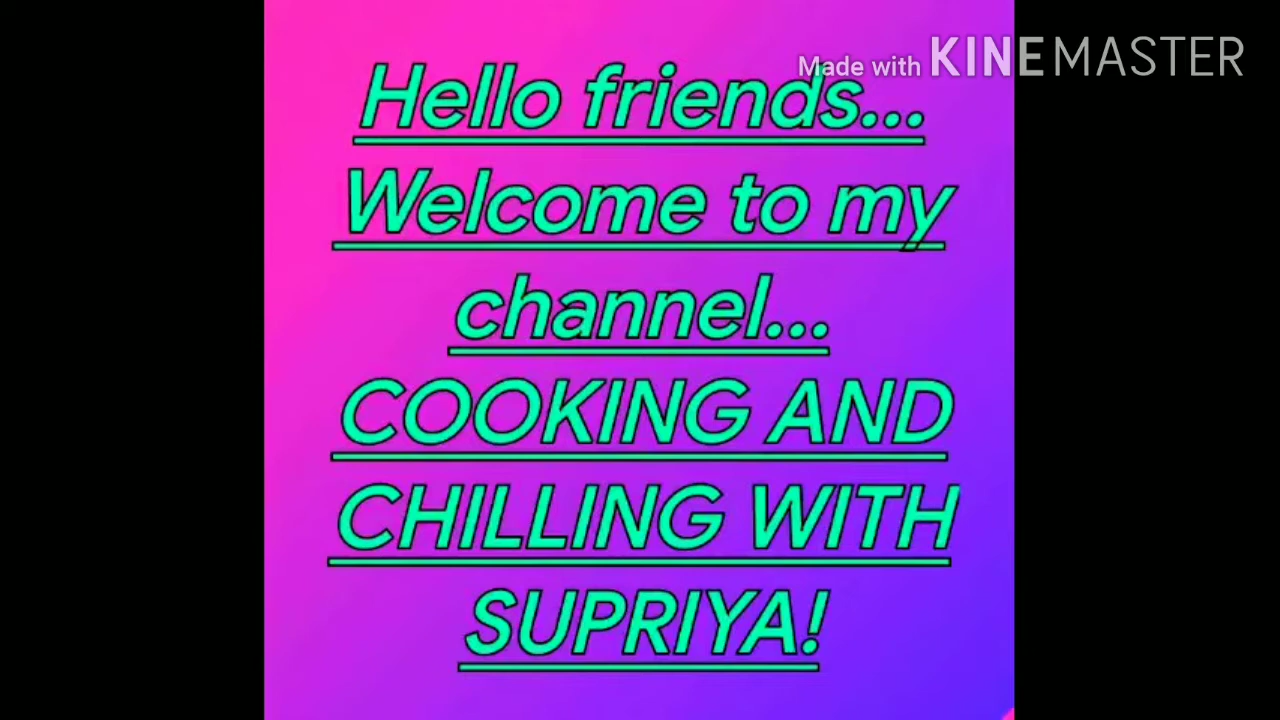 Made with KINEMASTER
Hello friends...
Welcome to my
channel...
COOKING AND
CHILLING WITH
SUPRIYA!